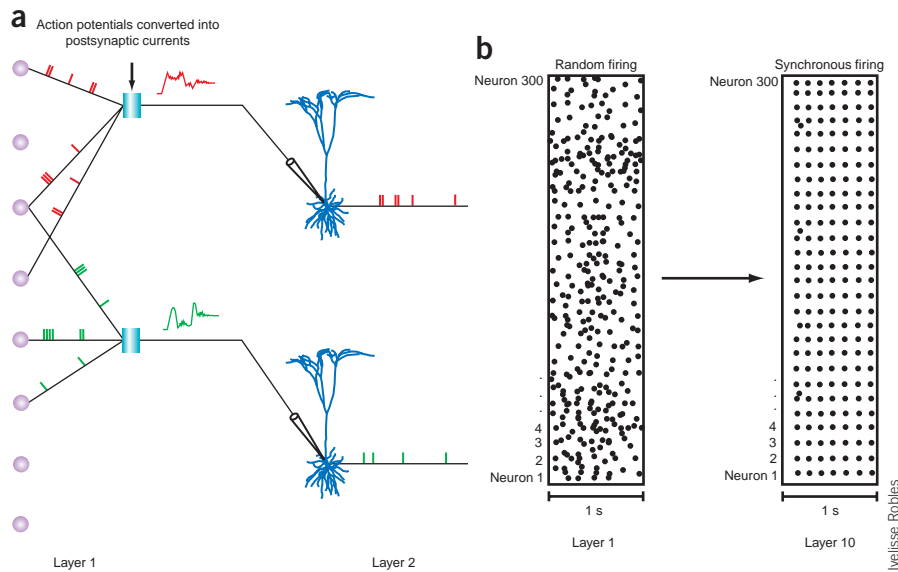 a
Action potentials converted into
postsynaptic currents
Layer 1
Layer 2
b
Random firing
Synchronous firing
Neuron 300
.
.
.
4
3
2
Neuron 1
Neuron 300
.
.
.
4
3
2
Neuron 1
1 s
1 s
Layer 1
Layer 10
Ivelisse Robles